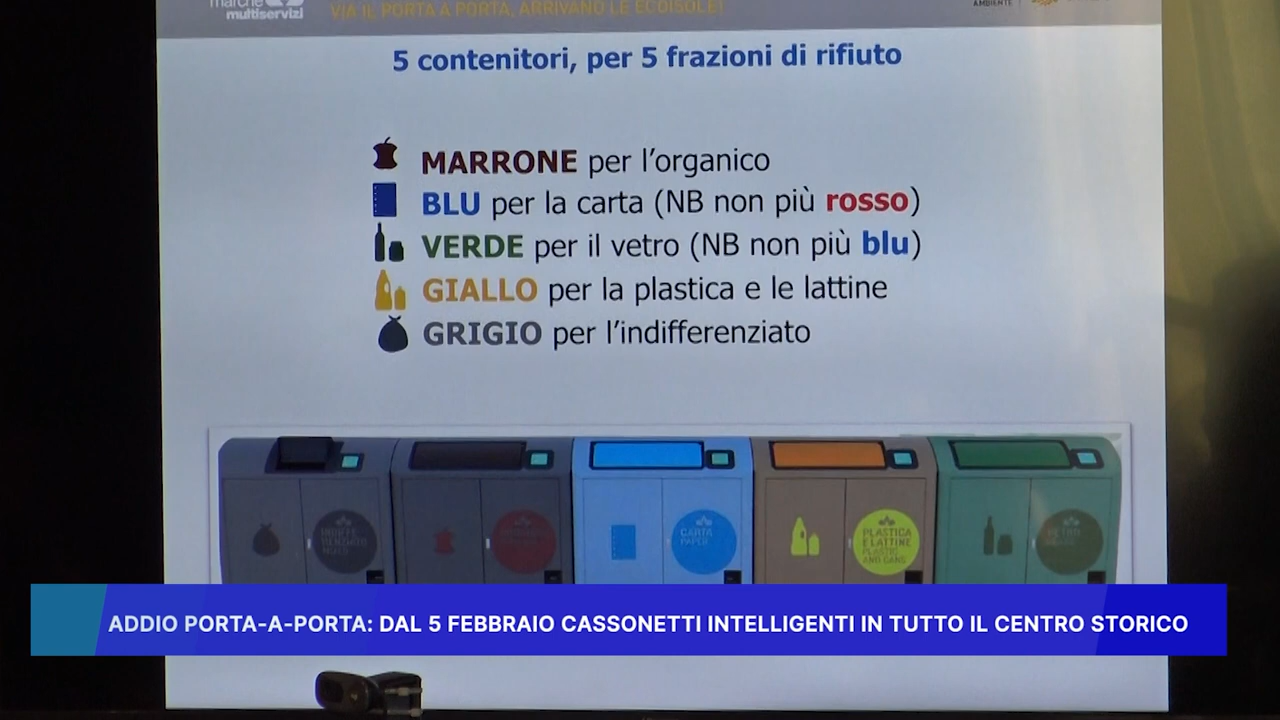 marche
multiservizi
VIA IL PORTA A PORTA, ARRIVANO LE ECOISOLE!
AMBIENTE
5 contenitori, per 5 frazioni di rifiuto
MARRONE per l'organico
BLU per la carta (NB non più rosso)
VERDE per il vetro (NB non più blu)
GIALLO per la plastica e le lattine
GRIGIO per l'indifferenziato
CARTA
PAPER
PLASTICA
E LATTINE
PLASTIC
AND CANS
VETRO
ADDIO PORTA-A-PORTA: DAL 5 FEBBRAIO CASSONETTI INTELLIGENTI IN TUTTO IL CENTRO STORICO